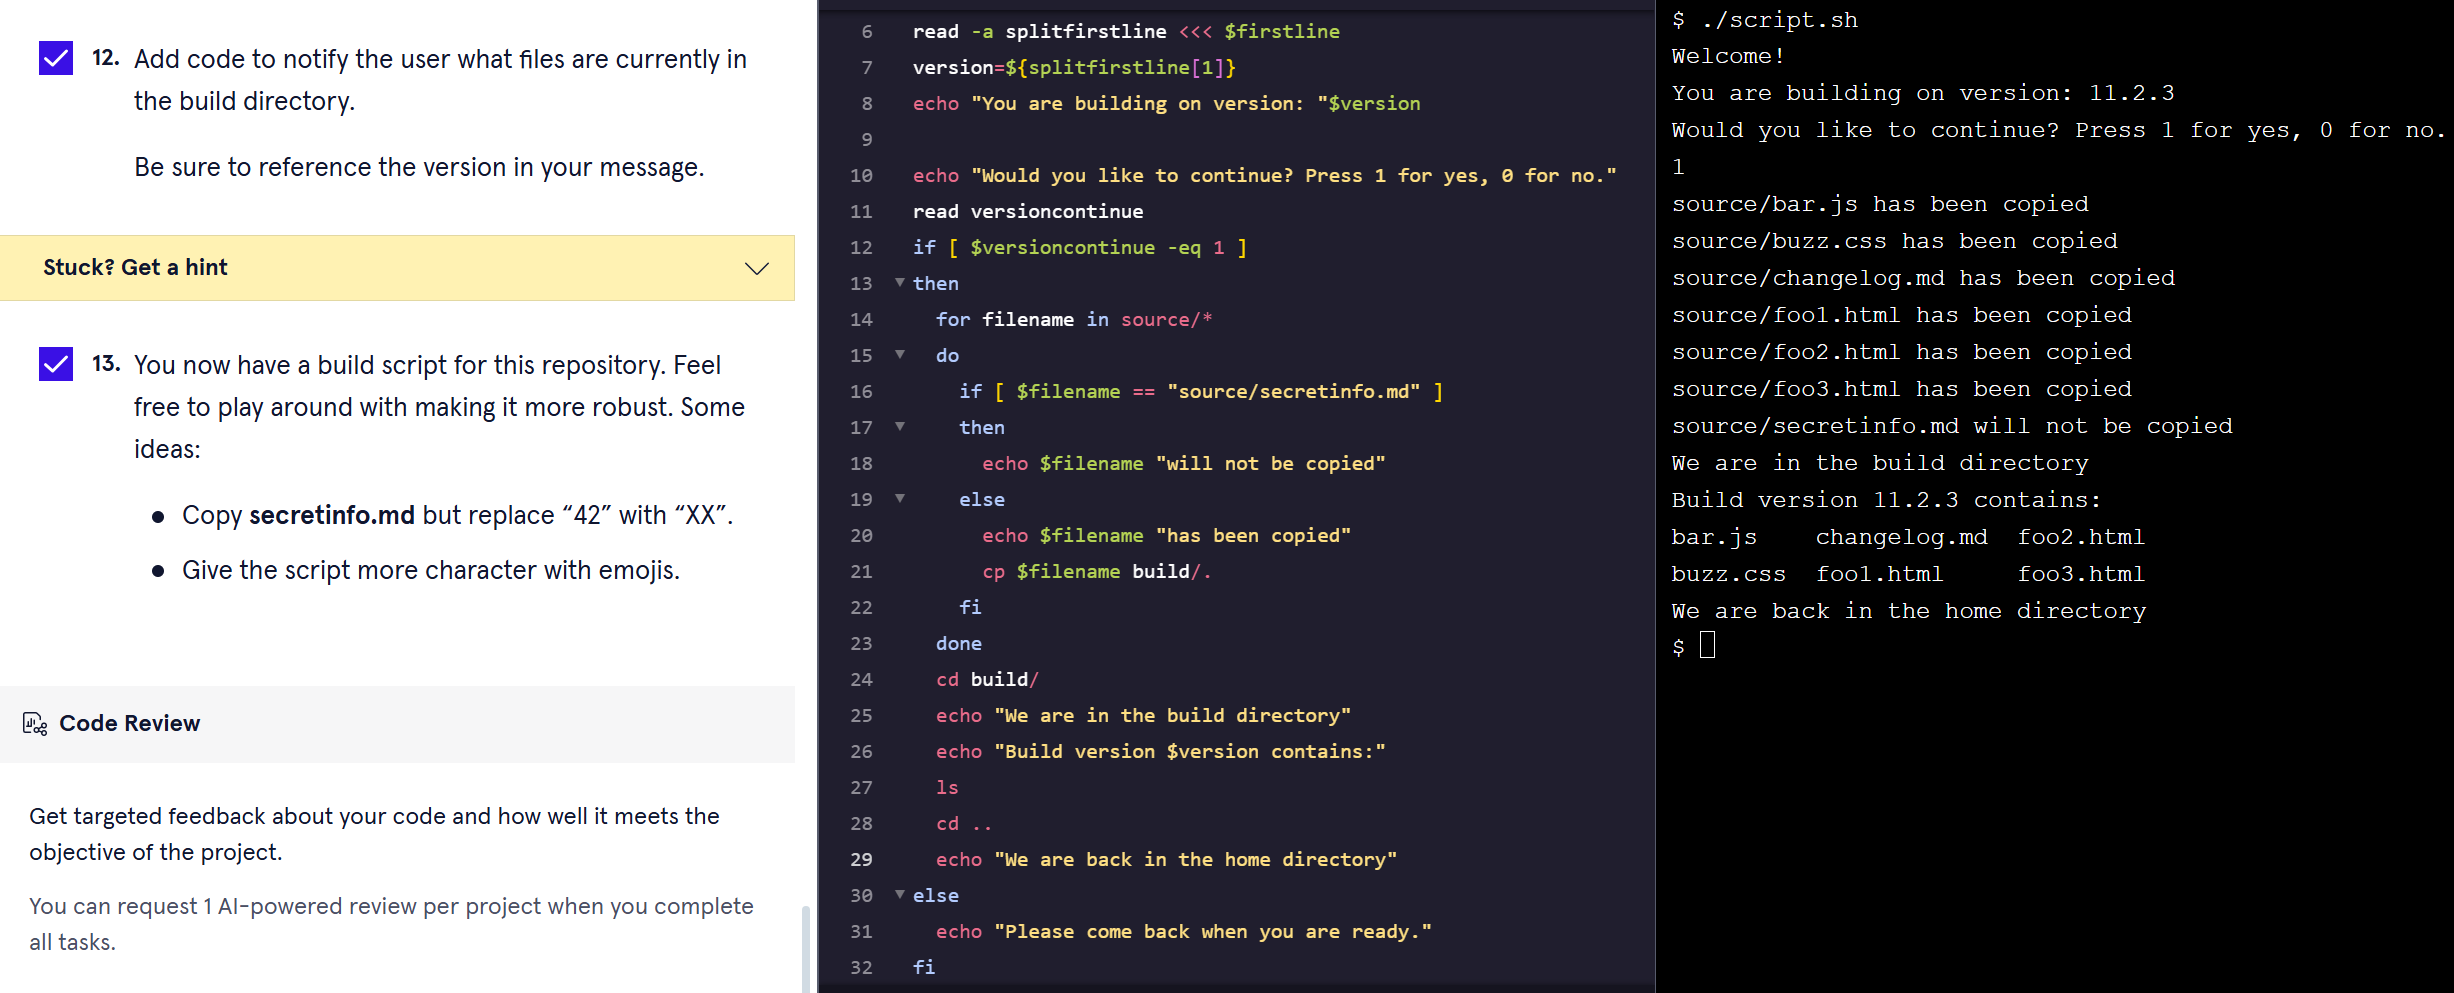 12. Add code to notify the user what files are currently in
the build directory.
Be sure to reference the version in your message.
Stuck? Get a hint
13. You now have a build script for this repository. Feel
free to play around with making it more robust. Some
ideas:
● Copy secretinfo.md but replace “42” with “XX”.
● Give the script more character with emojis.
Code Review
Get targeted feedback about your code and how well it meets the
objective of the project.
You can request 1 AI-powered review per project when you complete
all tasks.
6 read -a splitfirstline <<< $firstline
7 version=${splitfirstline[1]}
8 echo "You are building on version: "$version
9
10 echo "Would you like to continue? Press 1 for yes, 0 for no."
11 read versioncontinue
12 if [ $versioncontinue -eq 1 ]
13 then
14 for filename in source/*
15 do
16 if [ $filename == "source/secretinfo.md" ]
17 then
18 echo $filename "will not be copied"
19 else
20 echo $filename "has been copied"
21 cp $filename build/.
22 fi
23 done
24 cd build/
25 echo "We are in the build directory"
26 echo "Build version $version contains:"
27 ls
28 cd ..
29 echo "We are back in the home directory"
30 else
31 echo "Please come back when you are ready."
32 fi
$ ./script.sh
Welcome!
You are building on version: 11.2.3
Would you like to continue? Press 1 for yes, 0 for no.
1
source/bar.js has been copied
source/buzz.css has been copied
source/changelog.md has been copied
source/foo1.html has been copied
source/foo2.html has been copied
source/foo3.html has been copied
source/secretinfo.md will not be copied
We are in the build directory
Build version 11.2.3 contains:
bar.js changelog.md foo2.html
buzz.css foo1.html foo3.html
We are back in the home directory
$